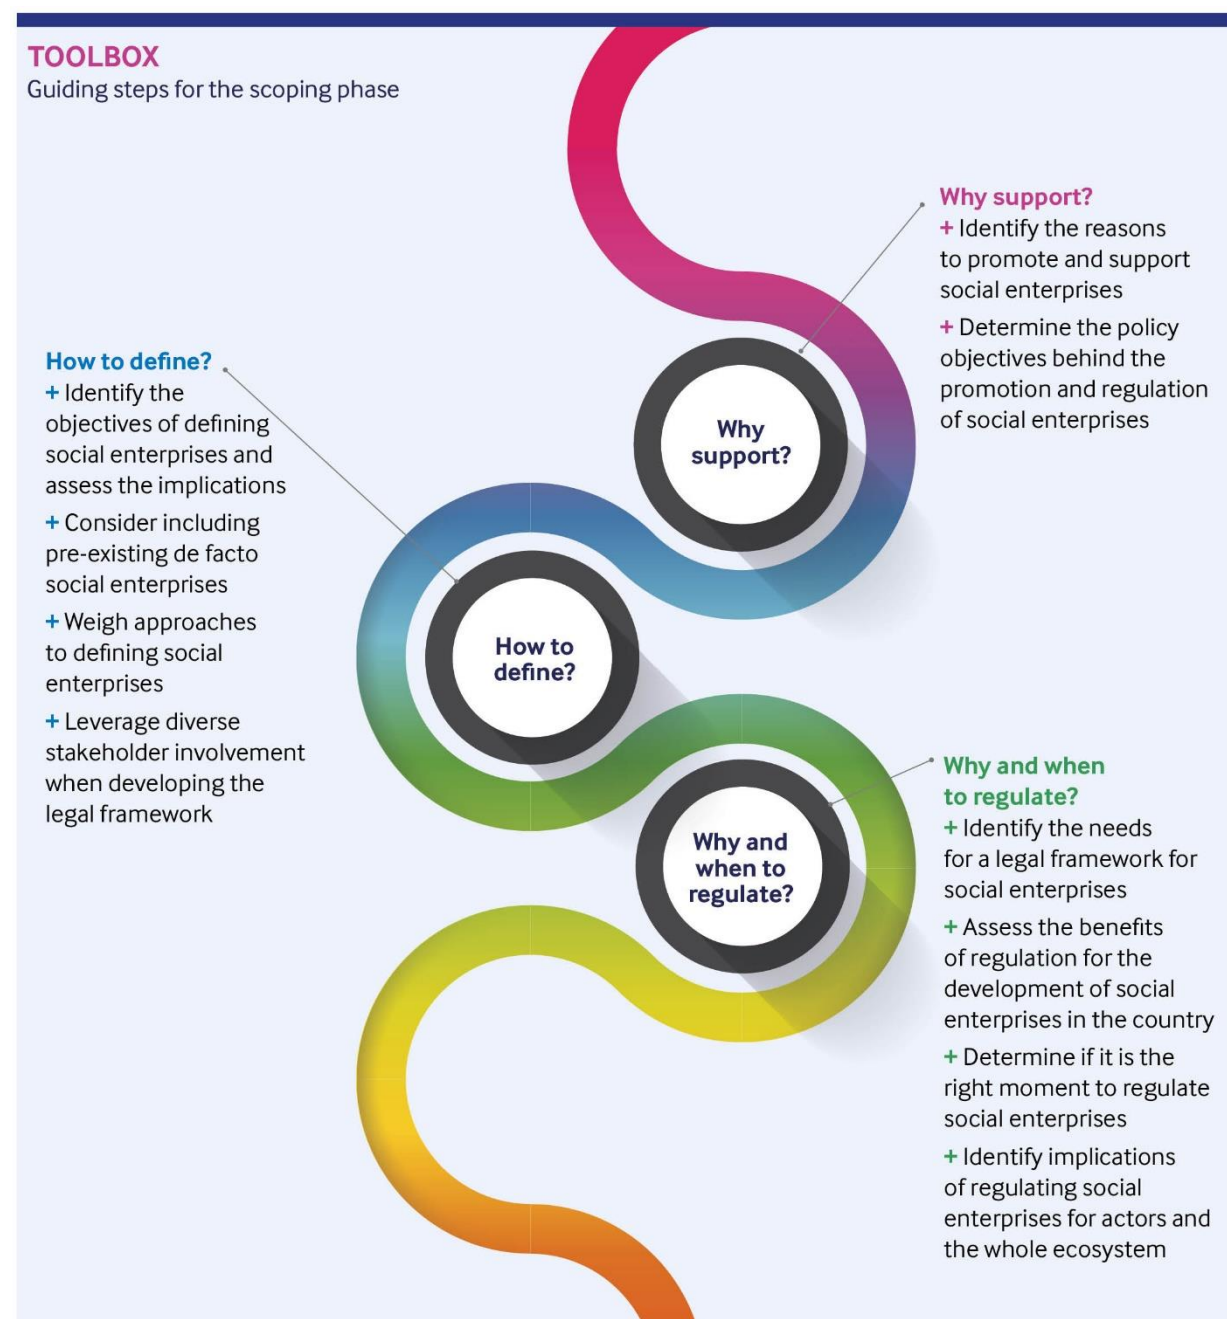 TOOLBOX
Guiding steps for the scoping phase
Why support?
+ Identify the reasons
to promote and support
social enterprises
+ Determine the policy
objectives behind the
promotion and regulation
of social enterprises
Why
support?
How to define?
+ Identify the
objectives of defining
social enterprises and
assess the implications
+ Consider including
pre-existing de facto
social enterprises
+ Weigh approaches
to defining social
enterprises
+ Leverage diverse
stakeholder involvement
when developing the
legal framework
How to
define?
Why and when
to regulate?
+ Identify the needs
for a legal framework for
social enterprises
+ Assess the benefits
of regulation for the
development of social
enterprises in the country
+ Determine if it is the
right moment to regulate
social enterprises
+ Identify implications
of regulating social
enterprises for actors and
the whole ecosystem
Why and
when to
regulate?